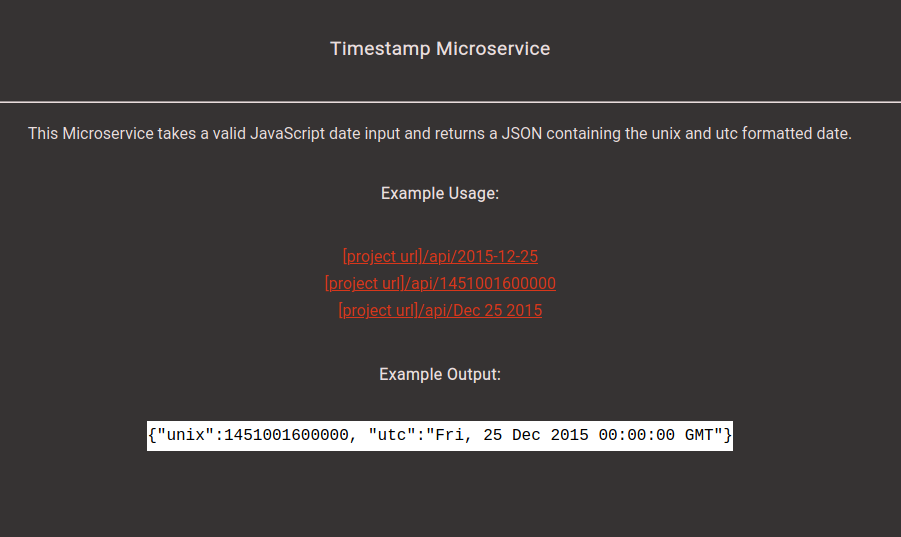 Timestamp Microservice
This Microservice takes a valid JavaScript date input and returns a JSON containing the unix and utc formatted date.
Example Usage:
[project url]/api/2015-12-25
[project url]/api/1451001600000
[project url]/api/Dec 25 2015
Example Output:
{"unix":1451001600000, "utc":"Fri, 25 Dec 2015 00:00:00 GMT"}